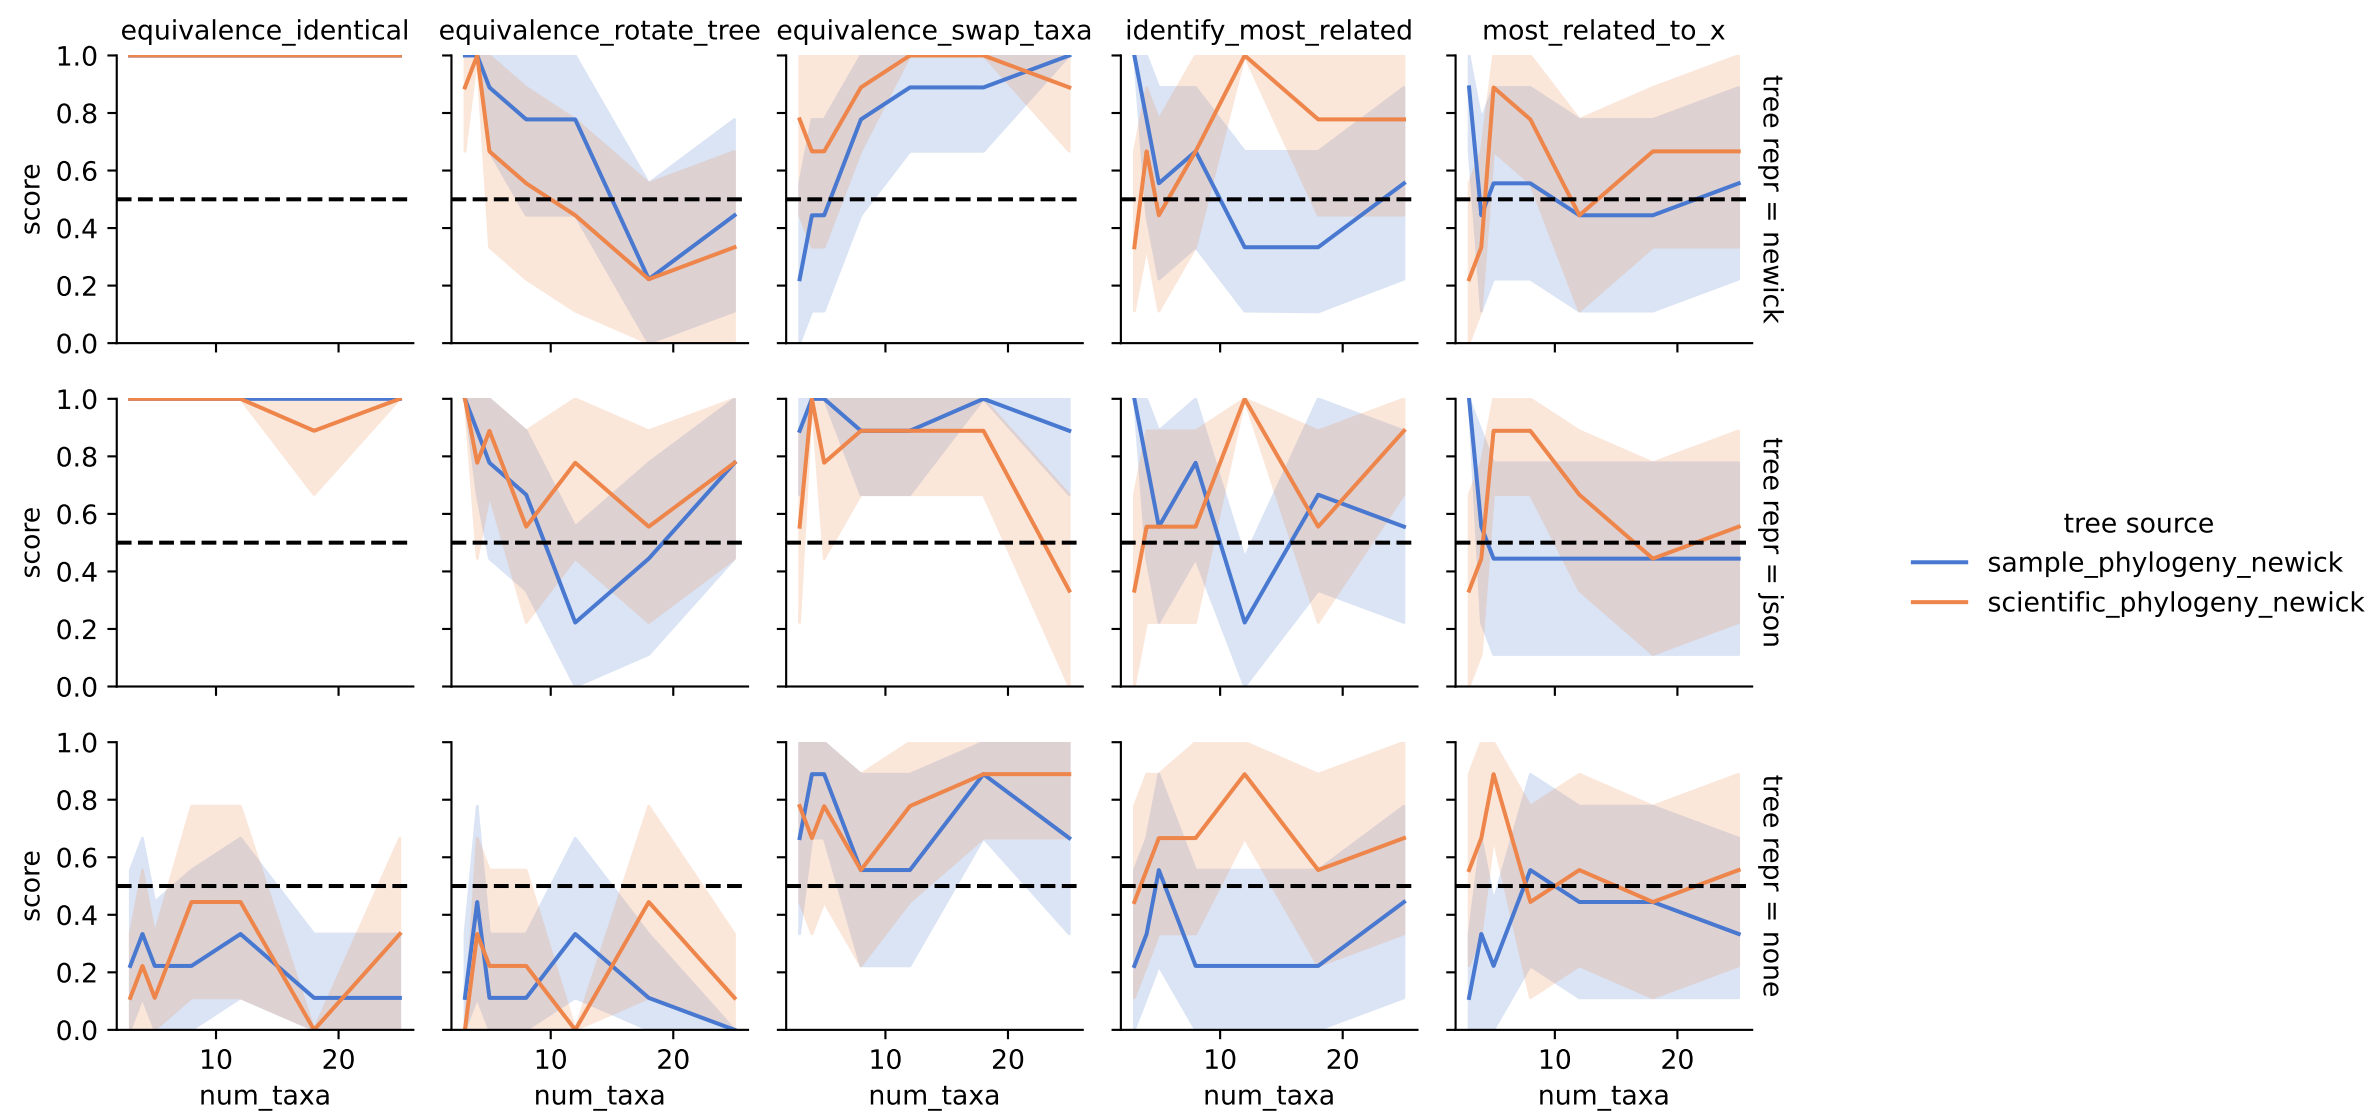 equivalence_identical
equivalence_rotate_tree
equivalence_swap_taxa
identify_most_related
most_related_to_x
1.0
0.8
0.6
0.4
0.2
0.0
score
tree repr = newick
1.0
0.8
0.6
0.4
0.2
0.0
score
tree repr = json
tree source
sample_phylogeny_newick
scientific_phylogeny_newick
1.0
0.8
0.6
0.4
0.2
0.0
score
tree repr = none
10 20
10 20
10 20
10 20
10 20
num_taxa
num_taxa
num_taxa
num_taxa
num_taxa